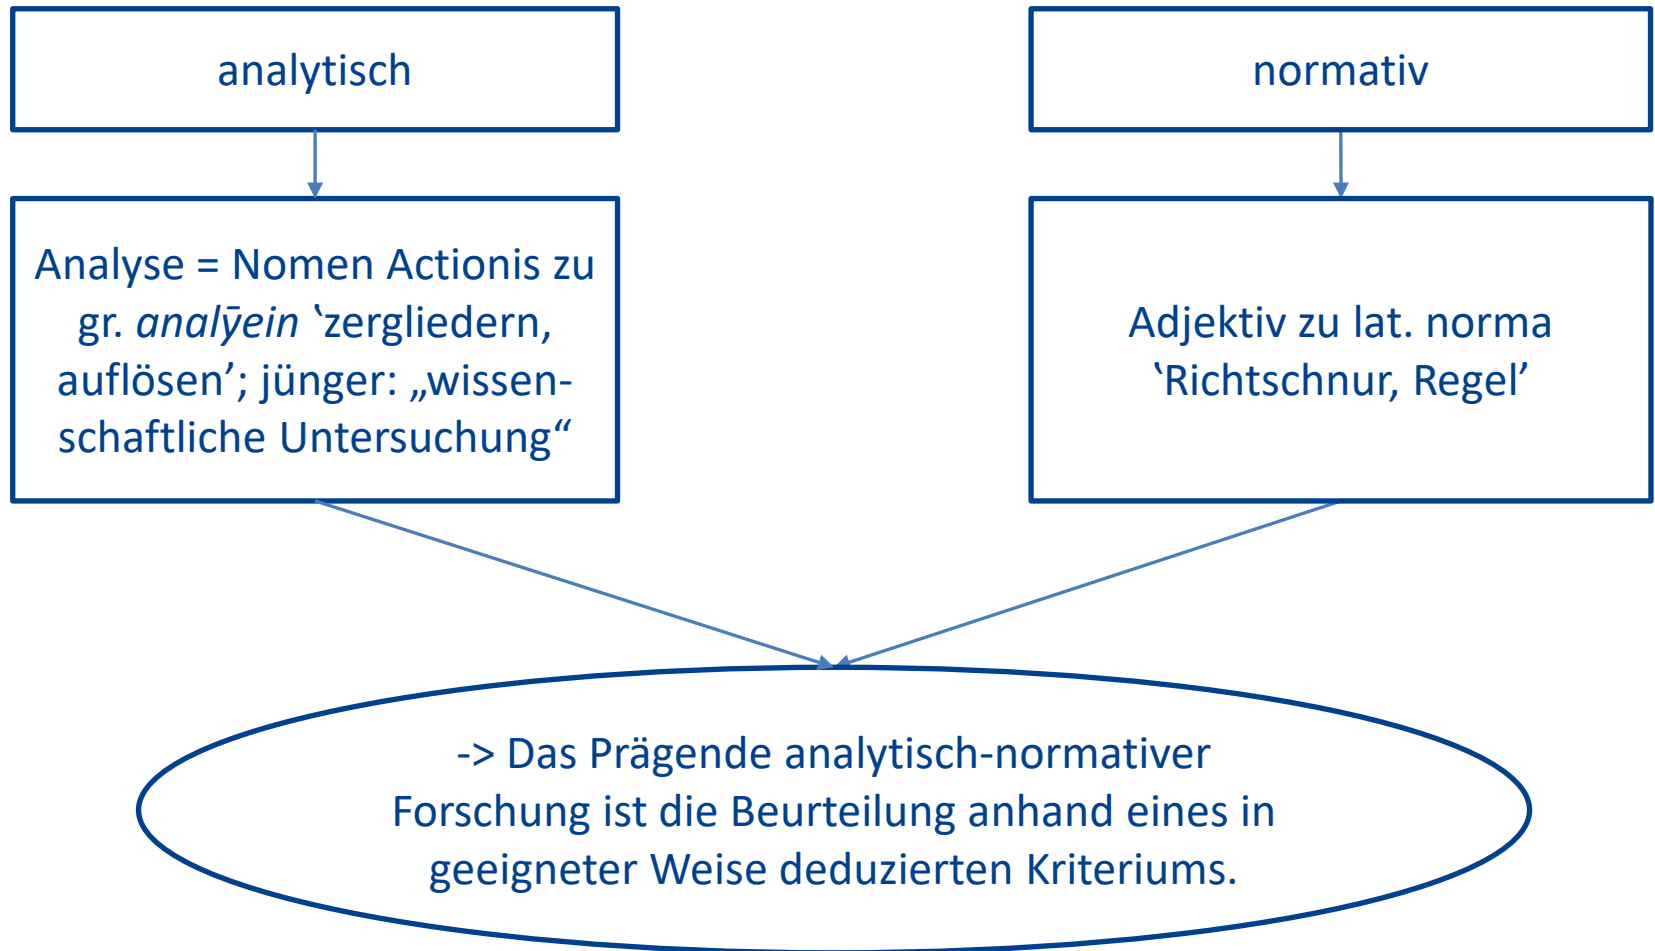 analytisch
normativ
Analyse = Nomen Actionis zu
gr. analȳein ‛zergliedern,
auflösen’; jünger: „wissen-
schaftliche Untersuchung“
Adjektiv zu lat. norma
‛Richtschnur, Regel’
-> Das Prägende analytisch-normativer
Forschung ist die Beurteilung anhand eines in
geeigneter Weise deduzierten Kriteriums.